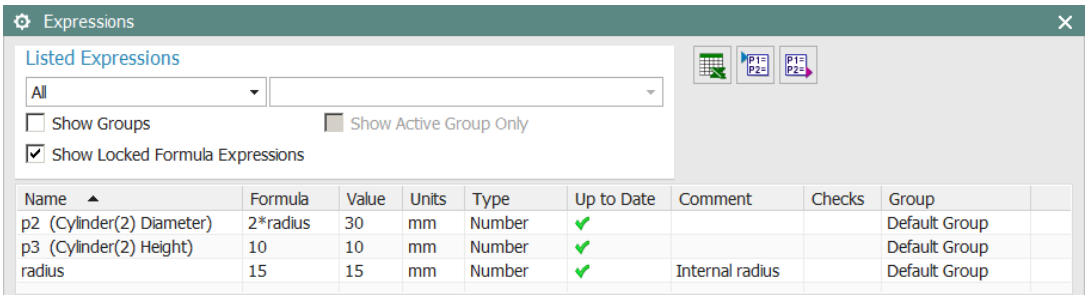 Expressions
Listed Expressions
All
Show Groups Show Active Group Only
Show Locked Formula Expressions
P1= P1=
P2= P2=
Name Formula Value Units Type Up to Date Comment Checks Group
p2 (Cylinder(2) Diameter) 2*radius 30 mm Number Default Group
p3 (Cylinder(2) Height) 10 10 mm Number Default Group
radius 15 15 mm Number Internal radius Default Group